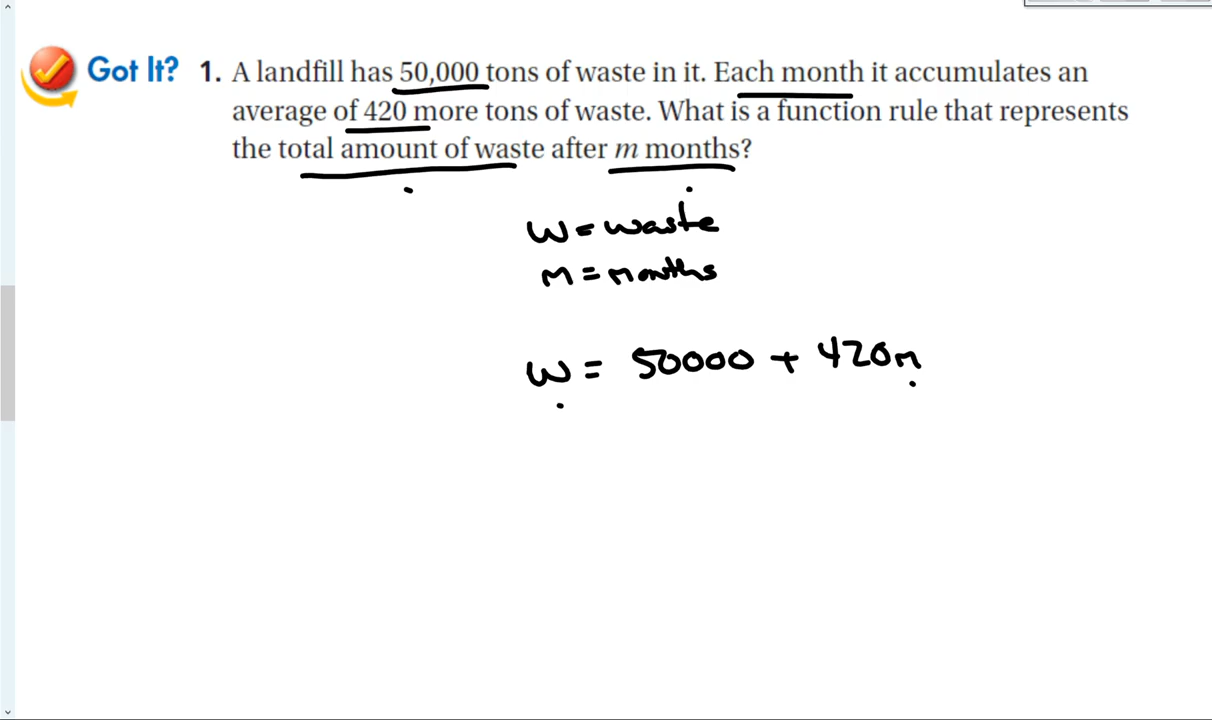 Got It? 1. A landfill has 50,000 tons of waste in it. Each month it accumulates an
average of 420 more tons of waste. What is a function rule that represents
the total amount of waste after m months?
W = waste
M = Months
W = 50000 + 420m